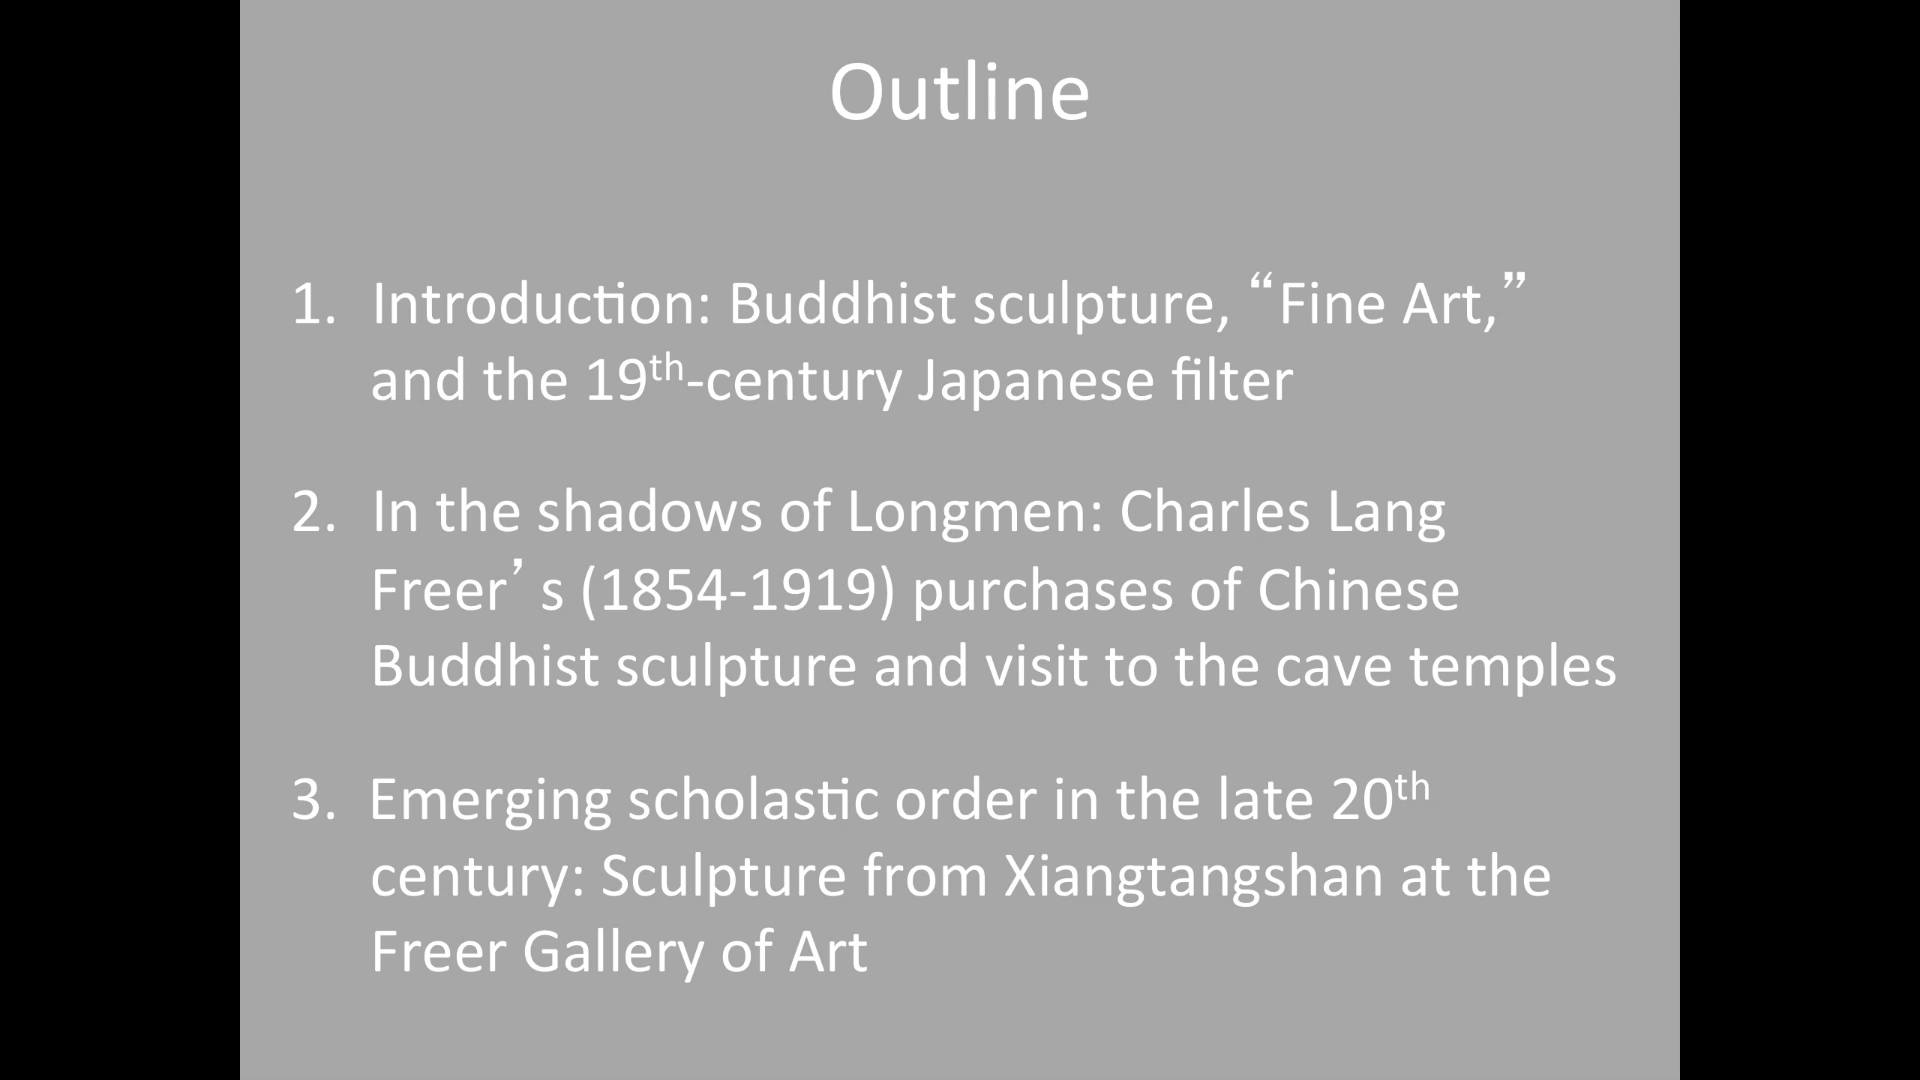 Outline
1. Introduction: Buddhist sculpture, “Fine Art,”
and the 19th-century Japanese filter
2. In the shadows of Longmen: Charles Lang
Freer’s (1854-1919) purchases of Chinese
Buddhist sculpture and visit to the cave temples
3. Emerging scholastic order in the late 20th
century: Sculpture from Xiangtangshan at the
Freer Gallery of Art